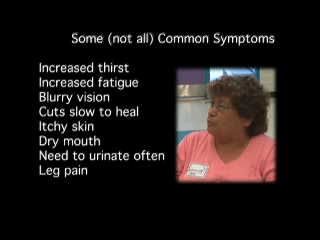 Some (not all) Common Symptoms
Increased thirst
Increased fatigue
Blurry vision
Cuts slow to heal
Itchy skin
Dry mouth
Need to urinate often
Leg pain